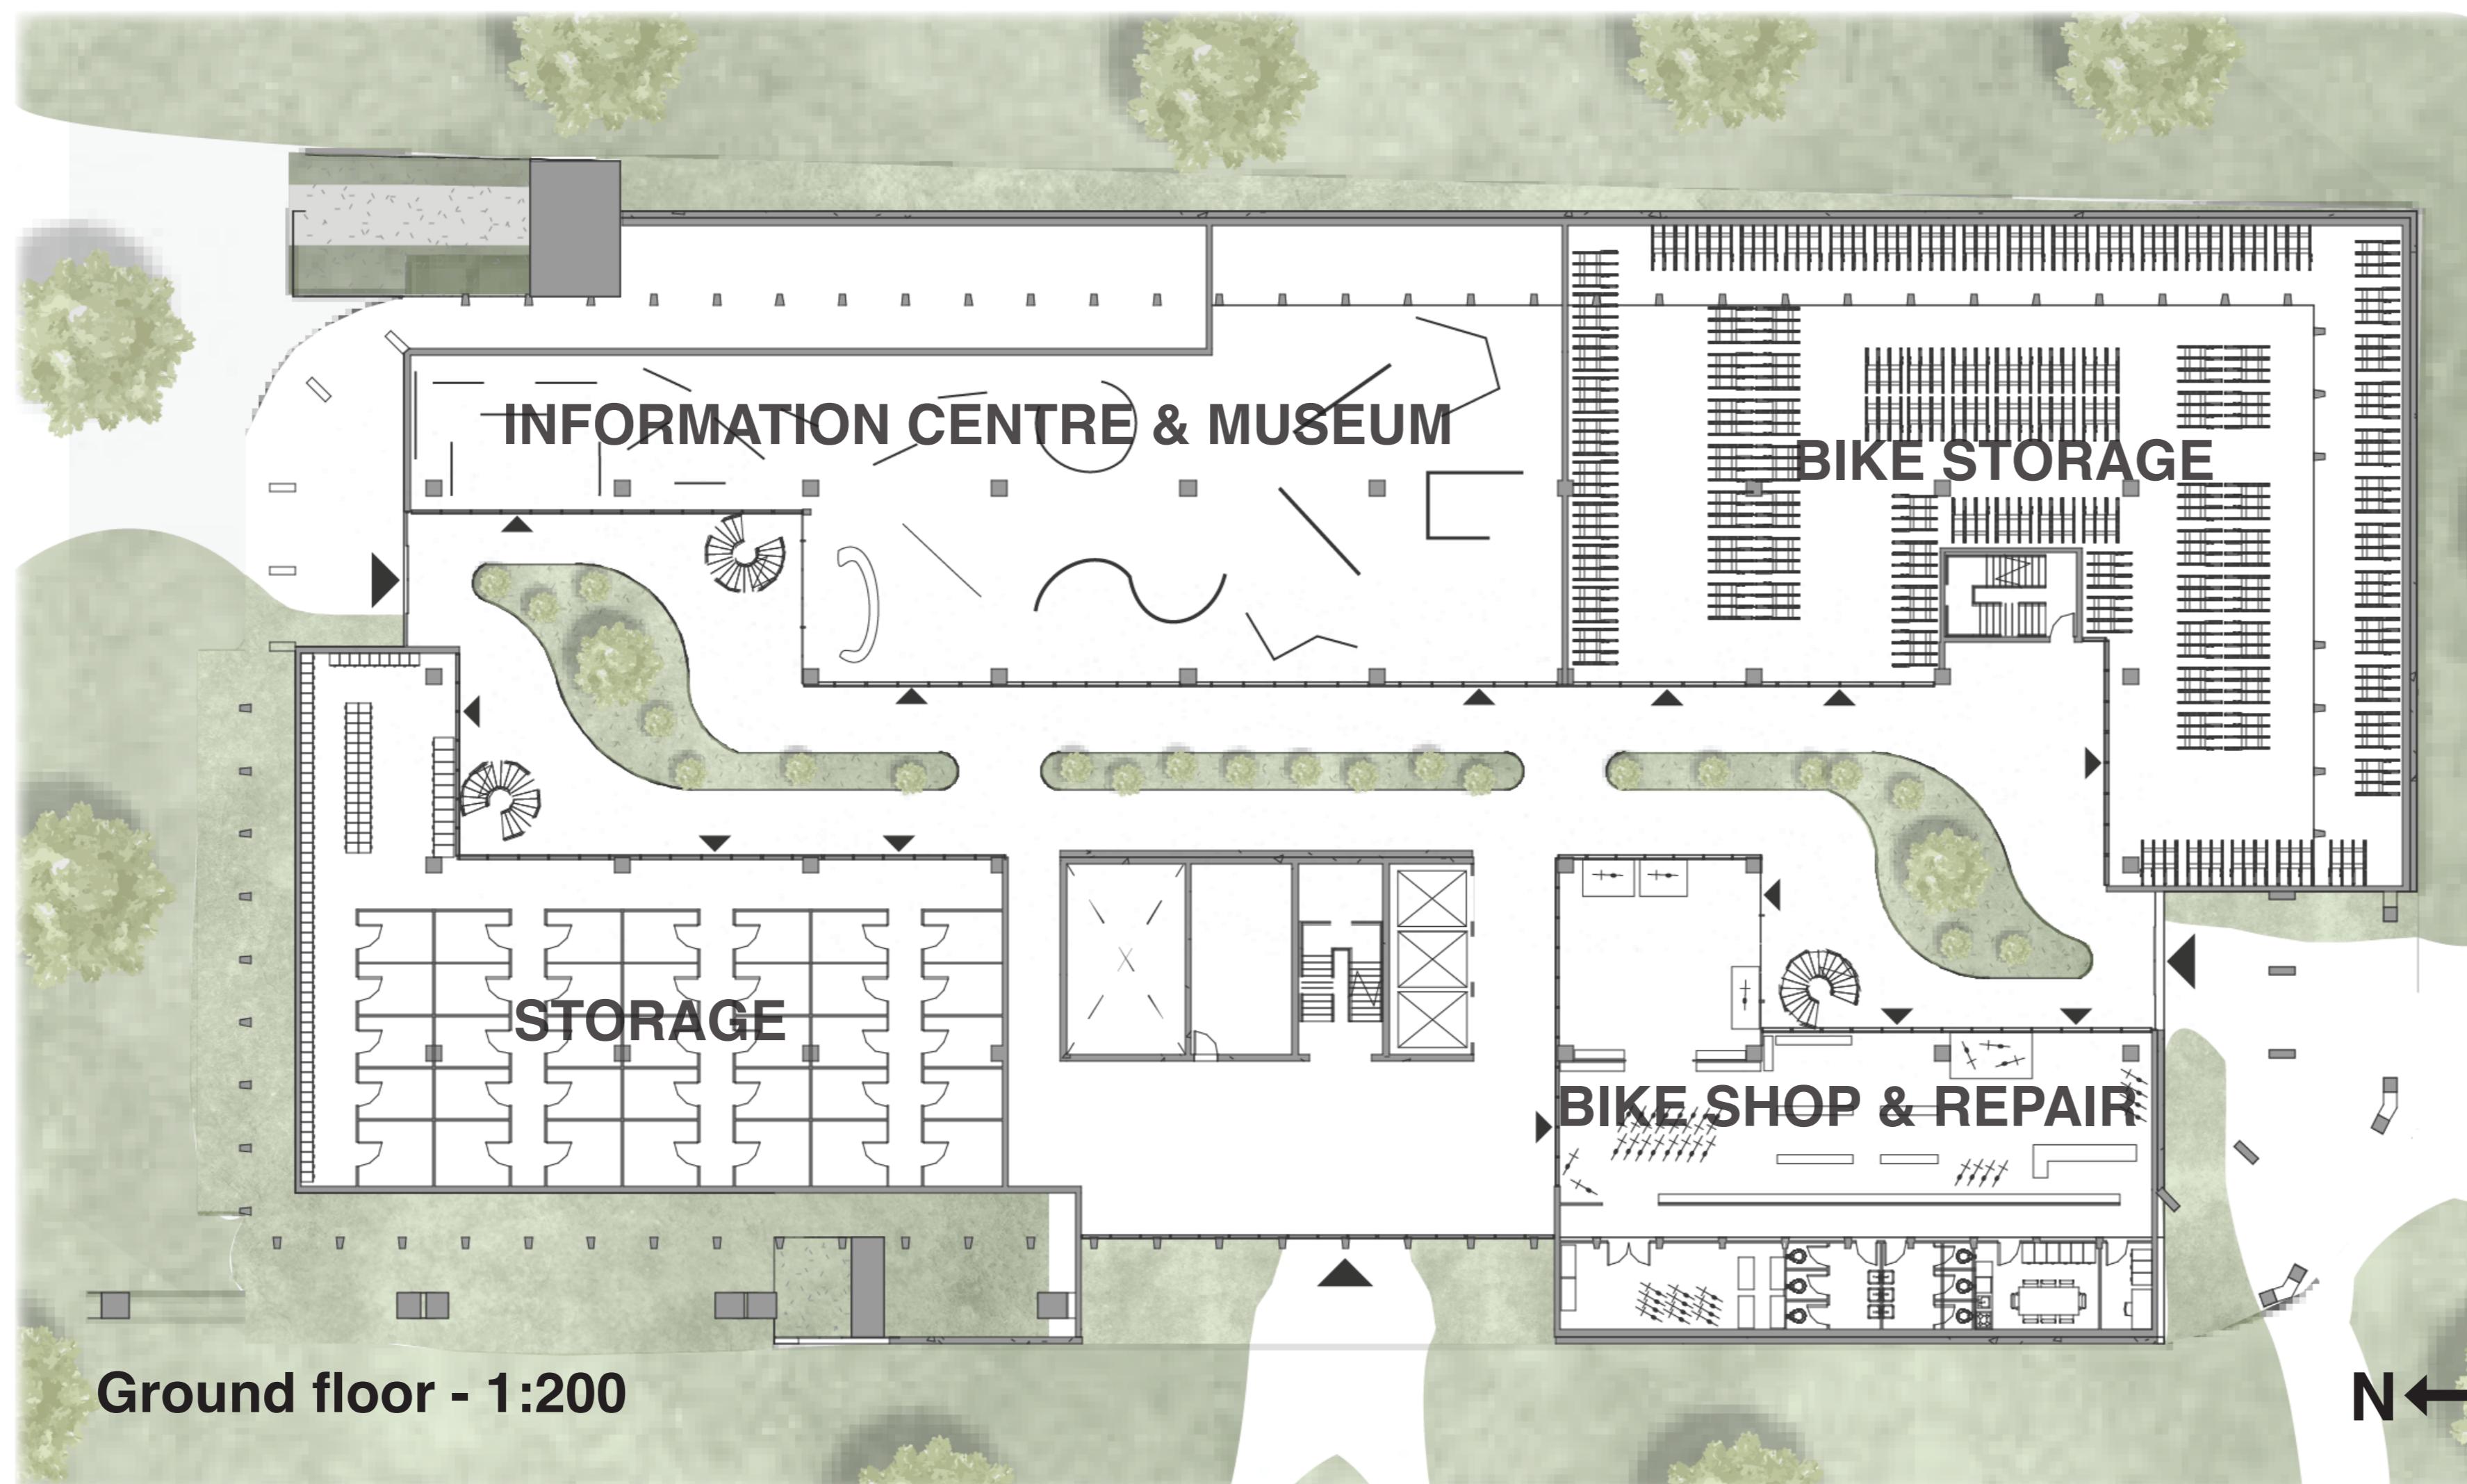 INFORMATION CENTRE & MUSEUM
BIKE STORAGE
STORAGE
BIKE SHOP & REPAIR
Ground floor - 1:200
N